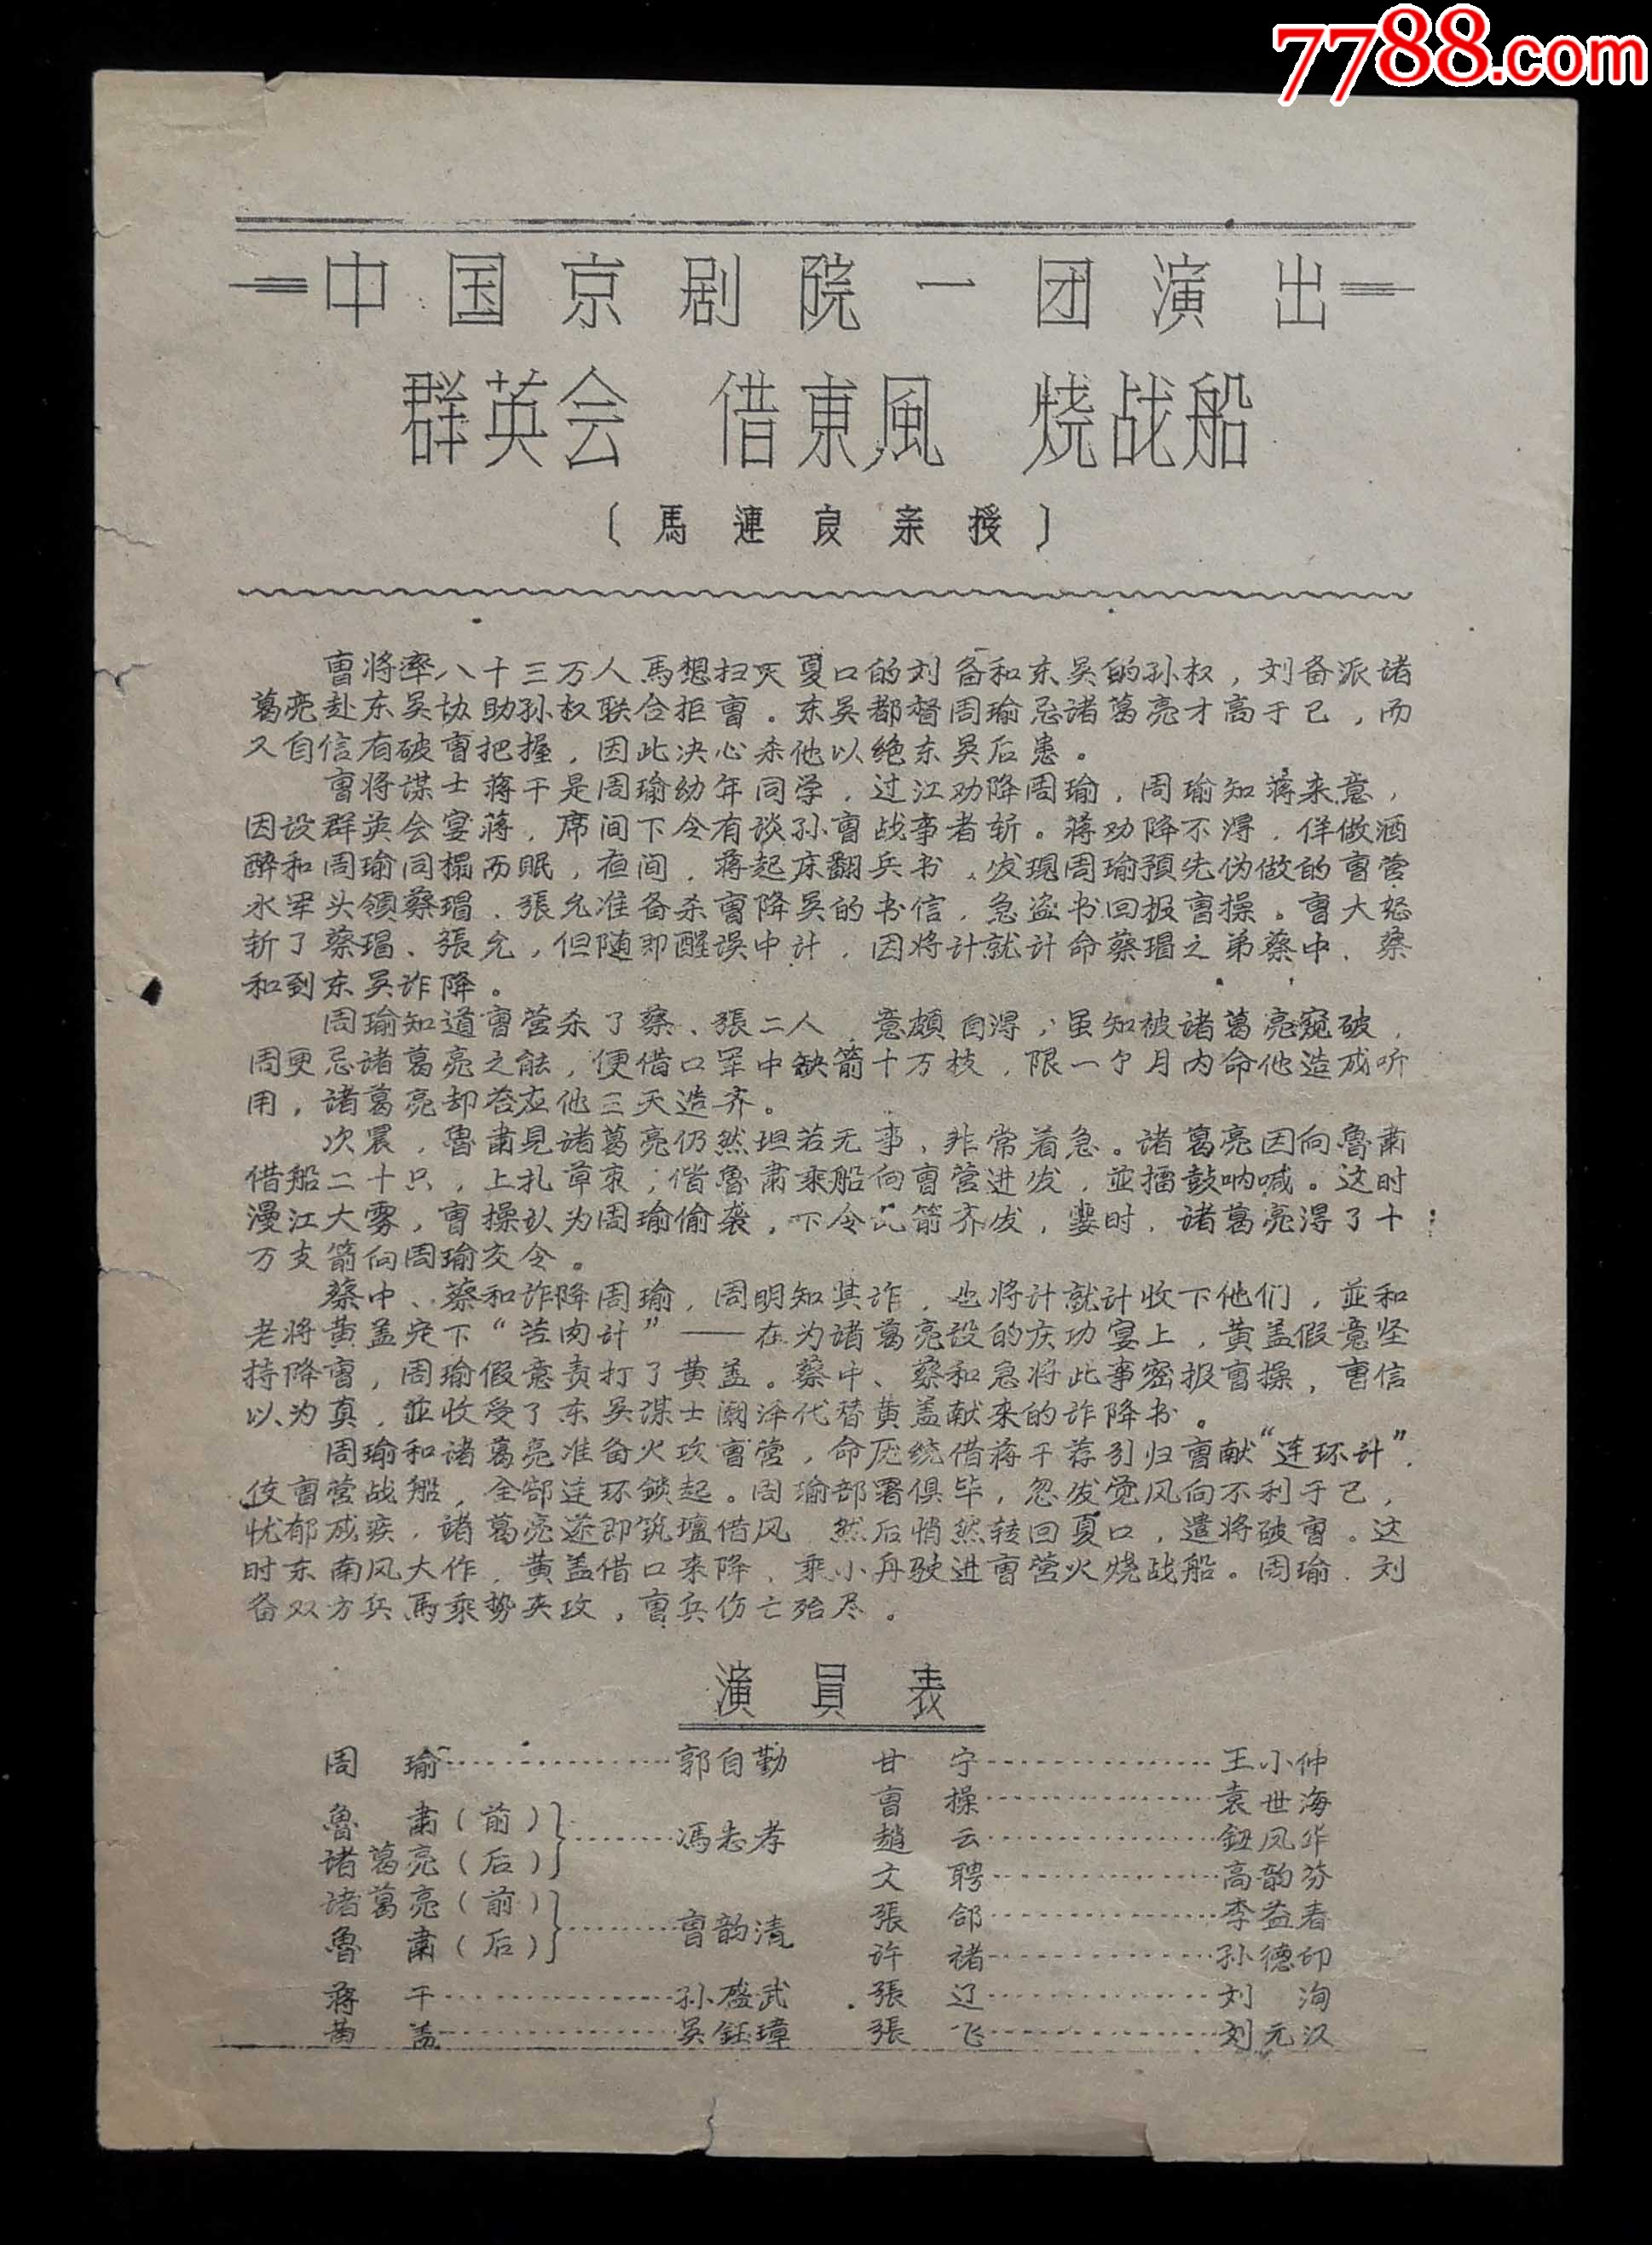 7788.com
中国京剧院一团演出
群英会 借東風 烧战船
〔馬連良亲授〕
曹将率八十三万人馬想扫灭夏口的刘备和东吴的孙权，刘备派诸
葛亮赴东吴协助孙权联合拒曹。东吴都督周瑜忌诸葛亮才高于己，而
又自信有破曹把握，因此决心杀他以绝东吴后患。
曹将谋士蒋干是周瑜幼年同学，过江劝降周瑜，周瑜知蒋来意，
因设群英会宴蒋，席间下令有谈孙曹战事者斩。蒋劝降不得，佯做酒
醉和周瑜同榻而眠，夜间，蒋起床翻兵书，发现周瑜預先伪做的曹营
水军头領蔡瑁、張允准备杀曹降吴的书信，急盗书回报曹操。曹大怒
斩了蔡瑁、張允，但随即醒误中计，因将计就计命蔡瑁之弟蔡中、蔡
和到东吴诈降。
周瑜知道曹营杀了蔡、張二人，意頗自得，虽知被诸葛亮窥破，
周更忌诸葛亮之能，便借口军中缺箭十万枝，限一个月内命他造成听
用，诸葛亮却答应他三天造齐。
次晨，魯肃見诸葛亮仍然坦若无事，非常着急。诸葛亮因向魯肃
借船二十只，上扎草束，偕魯肃乘船向曹营进发，並擂鼓呐喊。这时
漫江大雾，曹操认为周瑜偷袭，下令乱箭齐发，霎时，诸葛亮得了十
万支箭向周瑜交令。
蔡中、蔡和诈降周瑜，周明知其诈，也将计就计收下他们，並和
老将黄盖定下“苦肉计”——在为诸葛亮设的庆功宴上，黄盖假意坚
持降曹，周瑜假意责打了黄盖。蔡中、蔡和急将此事密报曹操，曹信
以为真，並收受了东吴谋士阚泽代替黄盖献来的诈降书。
周瑜和诸葛亮准备火攻曹营，命庞统借蒋干荐引归曹献“连环计”，
使曹营战船，全部连环鎖起。周瑜部署俱毕，忽发觉风向不利于己，
忧郁成疾，诸葛亮遂即筑壇借风，然后悄然转回夏口，遣将破曹。这
时东南风大作，黄盖借口来降，乘小舟驶进曹营火烧战船。周瑜、刘
备双方兵馬乘势夹攻，曹兵伤亡殆尽。
演員表
周瑜……………郭自勤
魯肃（前）
诸葛亮（后）
………馮志孝
诸葛亮（前）
魯肃（后）
………曹韵清
蒋干……………孙盛武
黄盖……………吴鈺璋
甘宁……………王小仲
曹操……………袁世海
趙云……………鈕凤华
文聘……………高韵芬
張郃……………李益春
许褚……………孙德印
張辽……………刘洵
張飞……………刘元汉